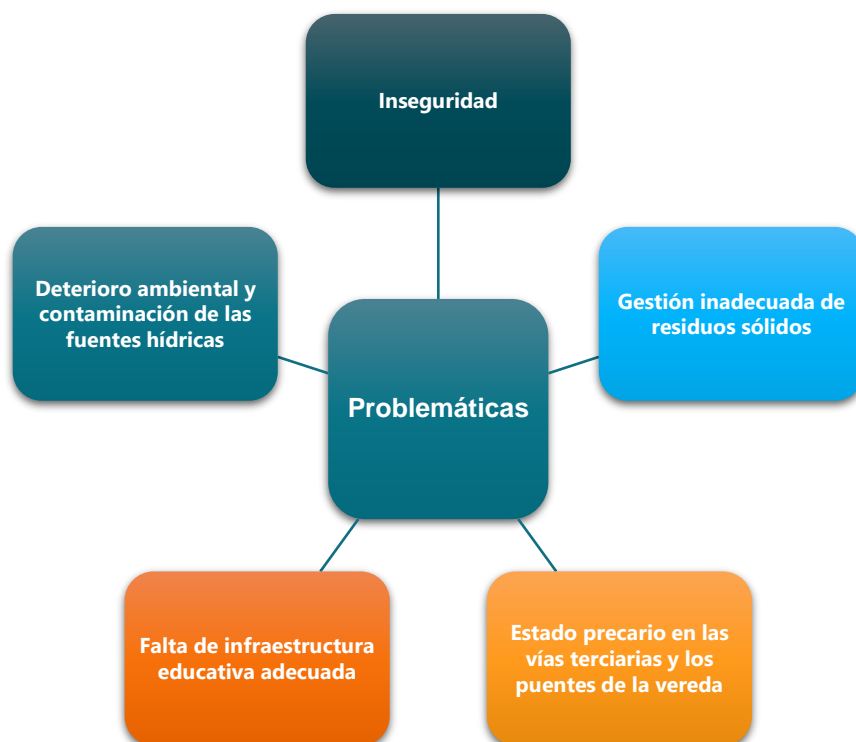 Inseguridad
Deterioro ambiental y
contaminación de las
fuentes hídricas
Gestión inadecuada de
residuos sólidos
Problemáticas
Falta de infraestructura
educativa adecuada
Estado precario en las
vías terciarias y los
puentes de la vereda